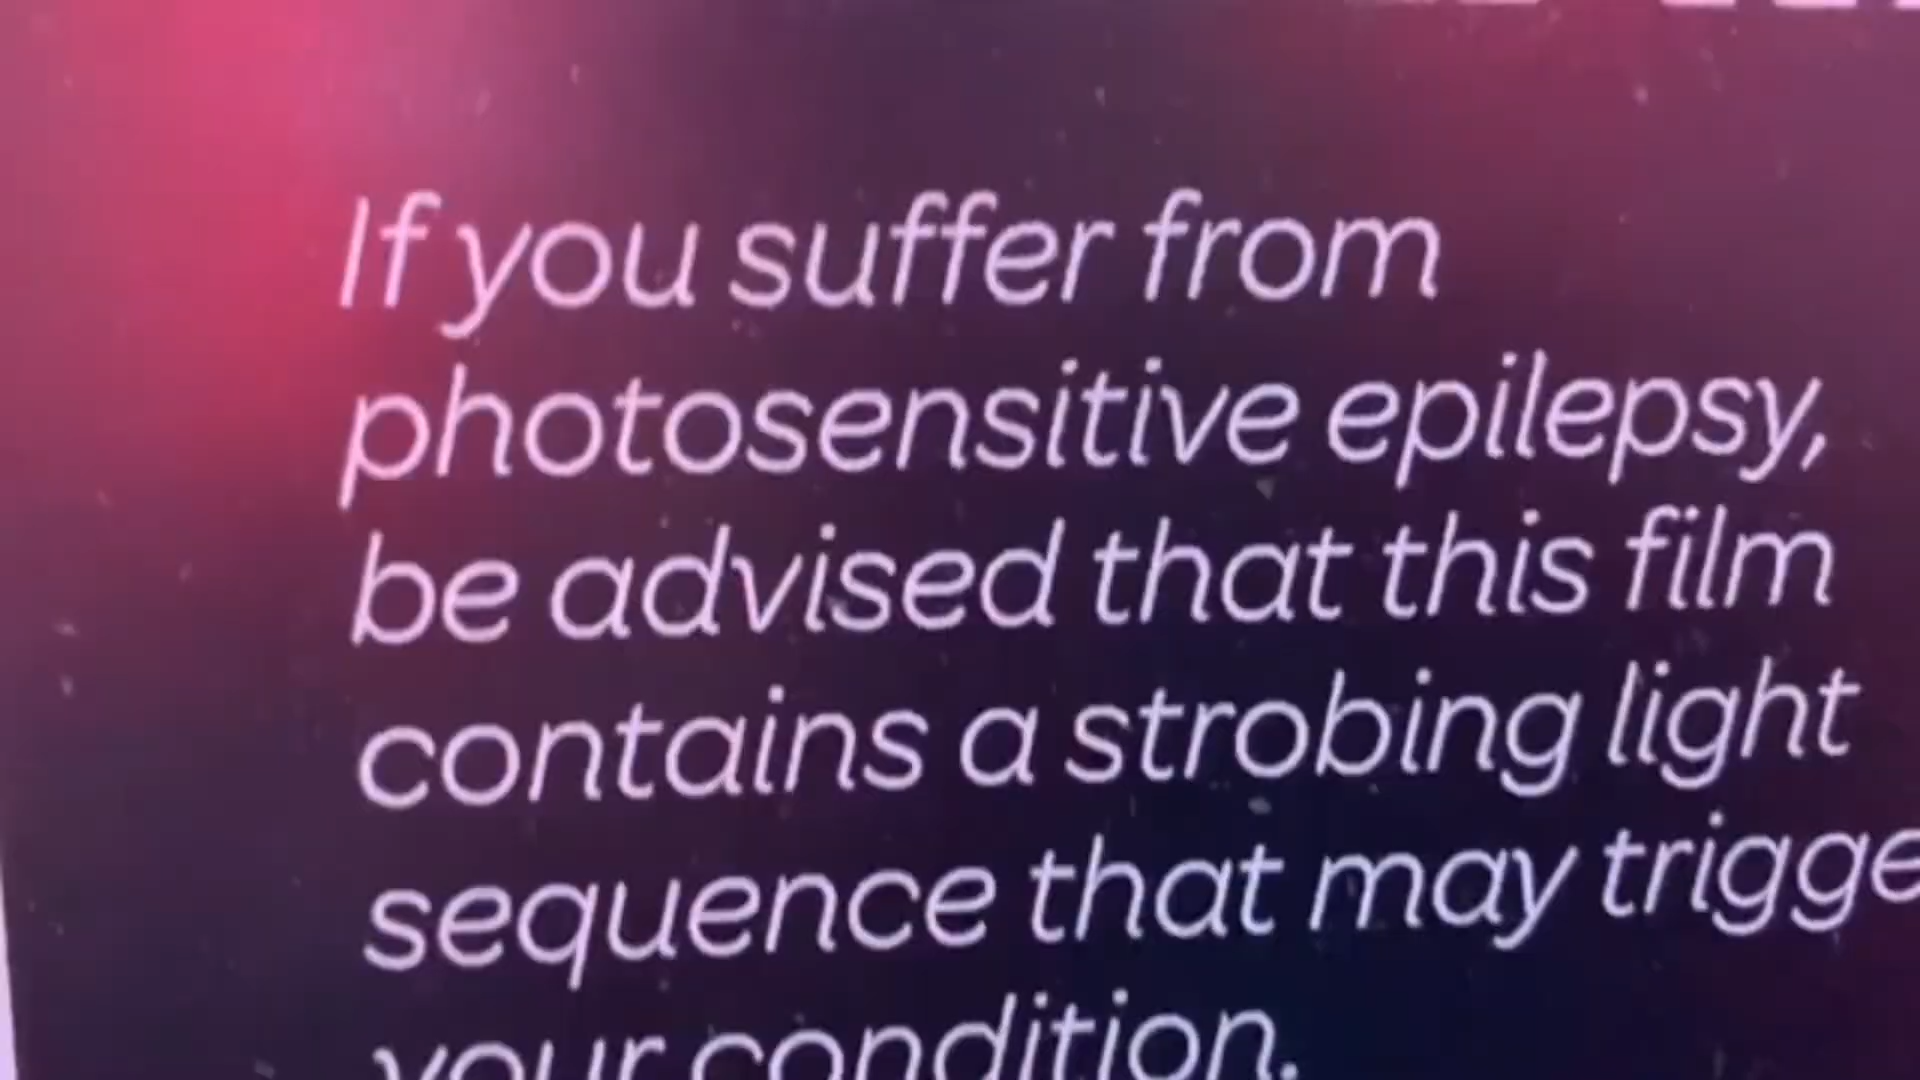 If you suffer from
photosensitive epilepsy,
be advised that this film
contains a strobing light
sequence that may trigge
your condition.